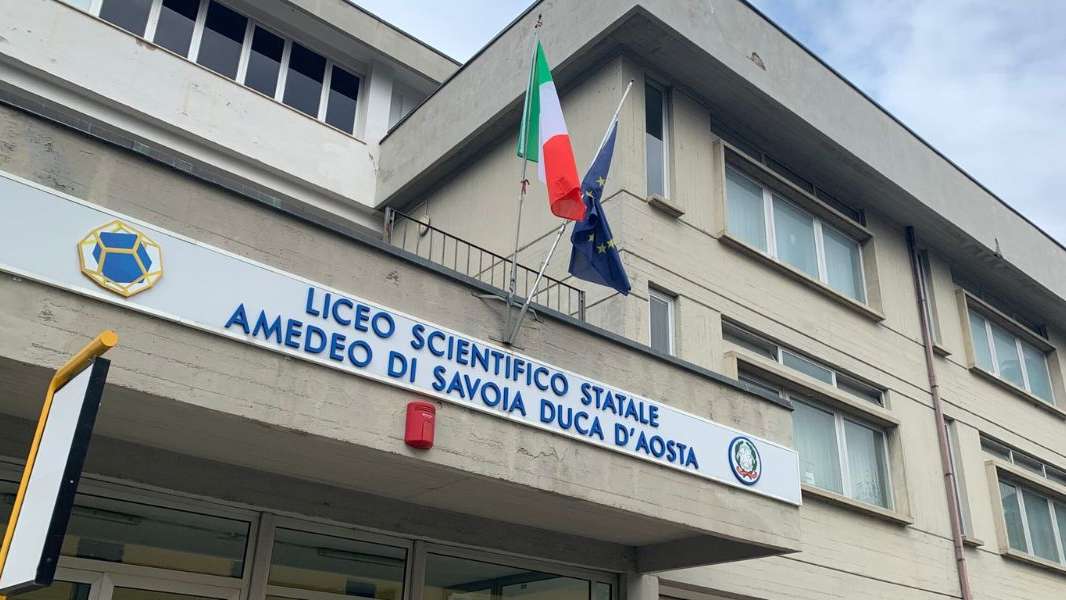 LICEO SCIENTIFICO STATALE
AMEDEO DI SAVOIA DUCA D'AOSTA